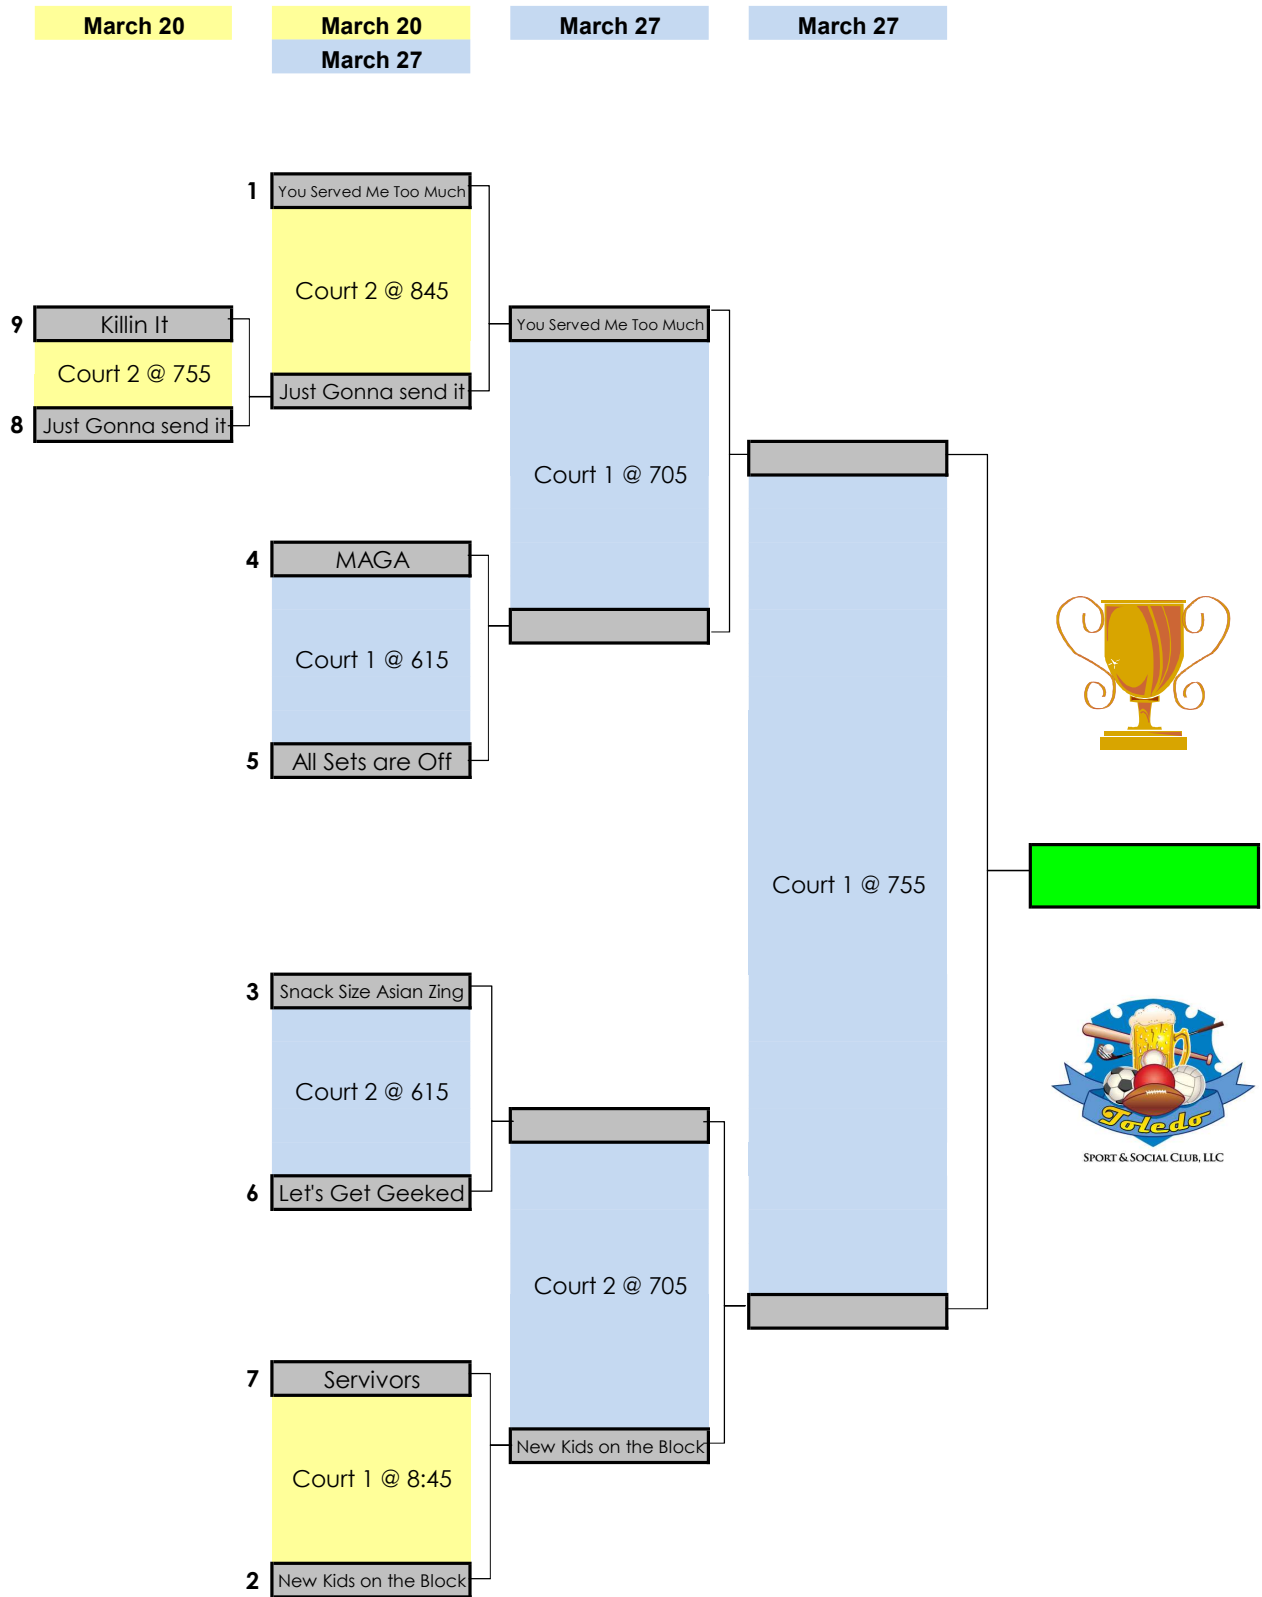 March 20
March 20
March 27
March 27
March 27
1 You Served Me Too Much
Court 2 @ 845
9 Killin It
You Served Me Too Much
Court 2 @ 755
Just Gonna send it
8 Just Gonna send it
Court 1 @ 705
4 MAGA
Court 1 @ 615
5 All Sets are Off
Court 1 @ 755
3 Snack Size Asian Zing
Court 2 @ 615
6 Let's Get Geeked
Court 2 @ 705
7 Servivors
New Kids on the Block
Court 1 @ 8:45
2 New Kids on the Block
Toledo
SPORT & SOCIAL CLUB, LLC